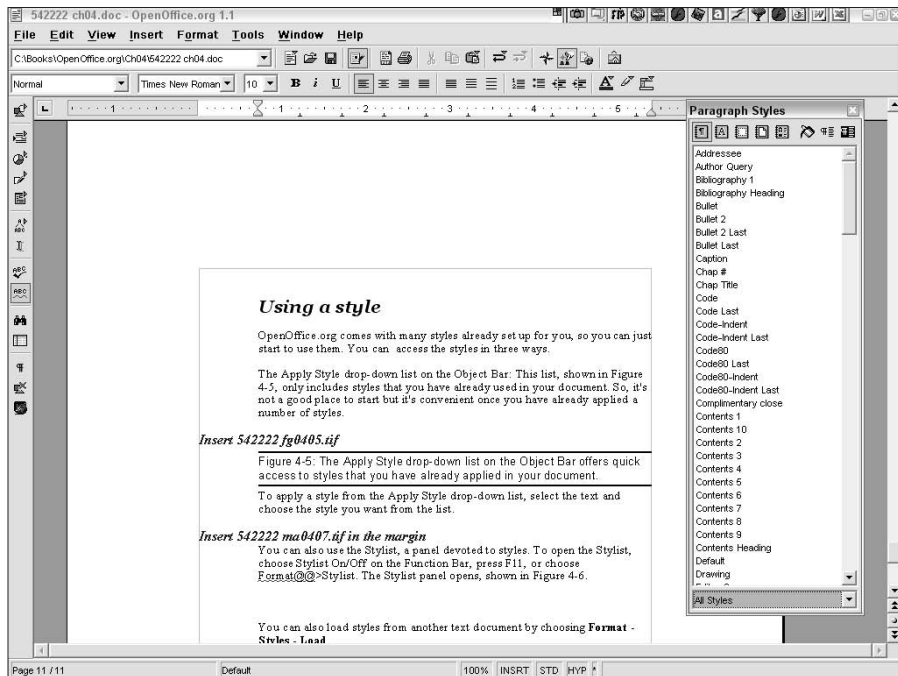 542222 ch04.doc - OpenOffice.org 1.1
File Edit View Insert Format Tools Window Help
C:\Books\OpenOffice.org\Ch04\542222 ch04.doc
Normal Times New Roman 10 B i U A
1 1 2 3 4 5
Using a style
OpenOffice.org comes with many styles already set up for you, so you can just
start to use them. You can access the styles in three ways.
The Apply Style drop-down list on the Object Bar: This list, shown in Figure
4-5, only includes styles that you have already used in your document. So, it's
not a good place to start but it's convenient once you have already applied a
number of styles.
Insert 542222 fg0405.tif
Figure 4-5: The Apply Style drop-down list on the Object Bar offers quick
access to styles that you have already applied in your document.
To apply a style from the Apply Style drop-down list, select the text and
choose the style you want from the list.
Insert 542222 ma0407.tif in the margin
You can also use the Stylist, a panel devoted to styles. To open the Stylist,
choose Stylist On/Off on the Function Bar, press F11, or choose
Format@@>Stylist. The Stylist panel opens, shown in Figure 4-6.
You can also load styles from another text document by choosing Format -
Styles - Load
Paragraph Styles
Addressee
Author Query
Bibliography 1
Bibliography Heading
Bullet
Bullet 2
Bullet 2 Last
Bullet Last
Caption
Chap #
Chap Title
Code
Code Last
Code-Indent
Code-Indent Last
Code80
Code80 Last
Code80-Indent
Code80-Indent Last
Complimentary close
Contents 1
Contents 10
Contents 2
Contents 3
Contents 4
Contents 5
Contents 6
Contents 7
Contents 8
Contents 9
Contents Heading
Default
Drawing
All Styles
Page 11 / 11 Default 100% INSRT STD HYP *